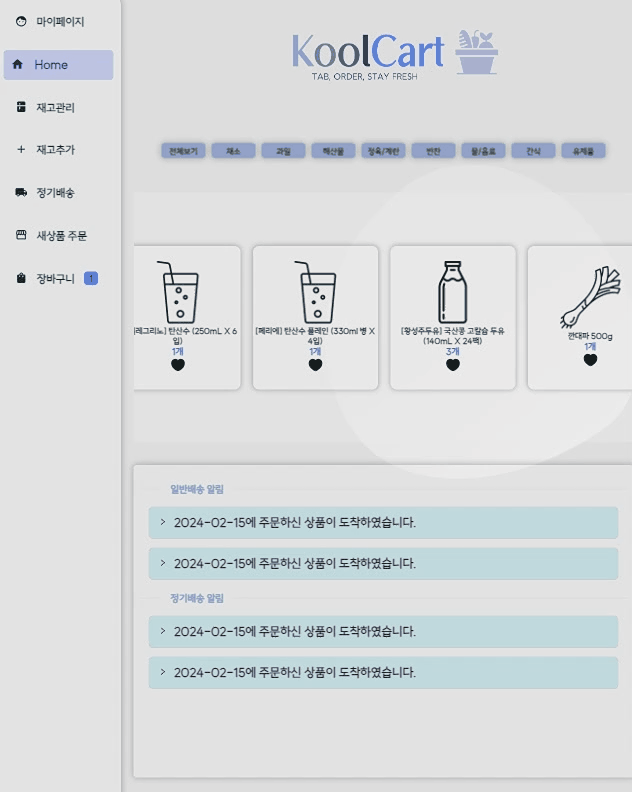 마이페이지
Home
재고관리
재고추가
정기배송
새상품 주문
장바구니 1
KoolCart
TAB, ORDER, STAY FRESH
전체보기 채소 과일 해산물 정육/계란 반찬 물/음료 간식 유제품
레그리노] 탄산수 (250mL X 6
입)
1개
[페리에] 탄산수 플레인 (330ml 병 X
4입)
1개
[황성주두유] 국산콩 고칼슘 두유
(140mL X 24팩)
3개
깐대파 500g
1개
일반배송 알림
> 2024-02-15에 주문하신 상품이 도착하였습니다.
> 2024-02-15에 주문하신 상품이 도착하였습니다.
정기배송 알림
> 2024-02-15에 주문하신 상품이 도착하였습니다.
> 2024-02-15에 주문하신 상품이 도착하였습니다.